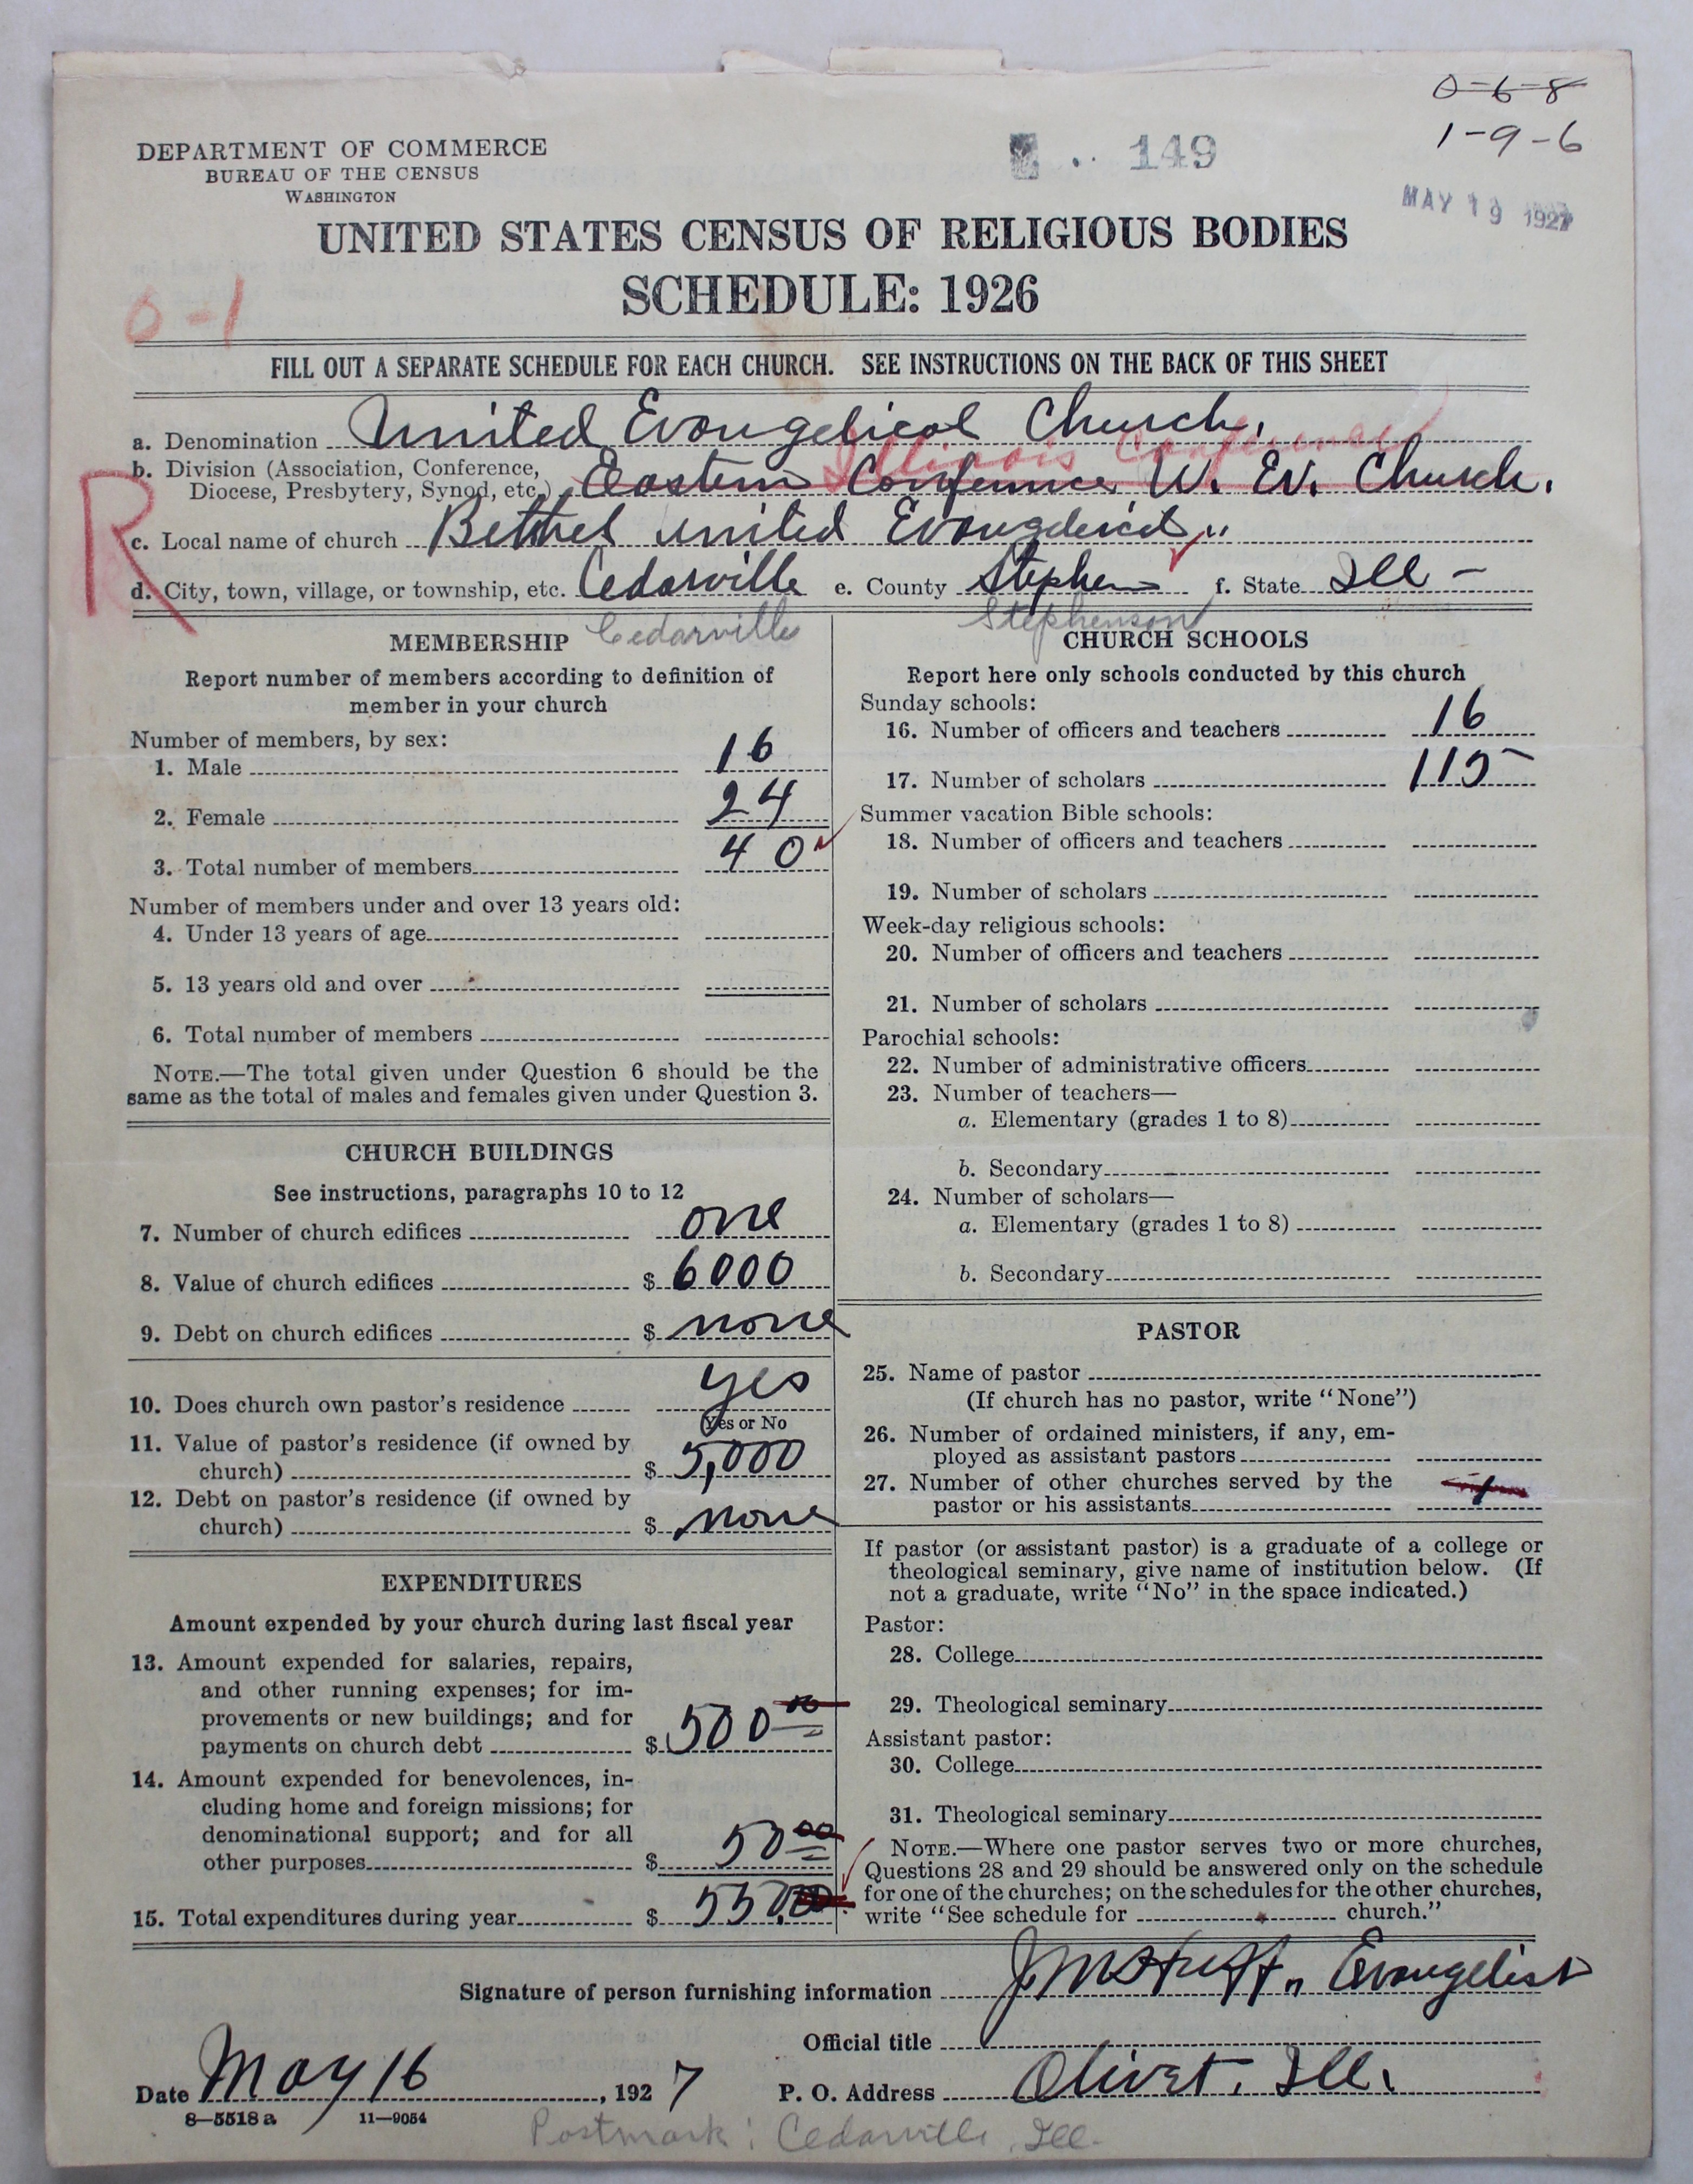 0-6-8
1-9-6
149
MAY 19 1927
DEPARTMENT OF COMMERCE
BUREAU OF THE CENSUS
WASHINGTON
UNITED STATES CENSUS OF RELIGIOUS BODIES
SCHEDULE: 1926
0-1
FILL OUT A SEPARATE SCHEDULE FOR EACH CHURCH. SEE INSTRUCTIONS ON THE BACK OF THIS SHEET
a. Denomination United Evangelical Church.
Illinois Conference
b. Division (Association, Conference, Diocese, Presbytery, Synod, etc.) Eastern Conference U. Ev. Church.
R
c. Local name of church Bethel united Evangelical
d. City, town, village, or township, etc. Cedarville e. County Stephen f. State Ill -
Cedarville Stephenson
MEMBERSHIP
Report number of members according to definition of
member in your church
Number of members, by sex:
1. Male 16
2. Female 24
3. Total number of members 40
Number of members under and over 13 years old:
4. Under 13 years of age
5. 13 years old and over
6. Total number of members
NOTE.—The total given under Question 6 should be the
same as the total of males and females given under Question 3.
CHURCH BUILDINGS
See instructions, paragraphs 10 to 12
7. Number of church edifices one
8. Value of church edifices $ 6000
9. Debt on church edifices $ none
10. Does church own pastor's residence yes
(Yes or No
11. Value of pastor's residence (if owned by
church) $ 5,000
12. Debt on pastor's residence (if owned by
church) $ none
EXPENDITURES
Amount expended by your church during last fiscal year
13. Amount expended for salaries, repairs,
and other running expenses; for im-
provements or new buildings; and for
payments on church debt $ 500 00
14. Amount expended for benevolences, in-
cluding home and foreign missions; for
denominational support; and for all
other purposes $ 50 00
15. Total expenditures during year $ 550.00
CHURCH SCHOOLS
Report here only schools conducted by this church
Sunday schools:
16. Number of officers and teachers 16
17. Number of scholars 115
Summer vacation Bible schools:
18. Number of officers and teachers
19. Number of scholars
Week-day religious schools:
20. Number of officers and teachers
21. Number of scholars
Parochial schools:
22. Number of administrative officers
23. Number of teachers—
a. Elementary (grades 1 to 8)
b. Secondary
24. Number of scholars—
a. Elementary (grades 1 to 8)
b. Secondary
PASTOR
25. Name of pastor
(If church has no pastor, write "None")
26. Number of ordained ministers, if any, em-
ployed as assistant pastors
27. Number of other churches served by the
pastor or his assistants
If pastor (or assistant pastor) is a graduate of a college or
theological seminary, give name of institution below. (If
not a graduate, write "No" in the space indicated.)
Pastor:
28. College
29. Theological seminary
Assistant pastor:
30. College
31. Theological seminary
NOTE.—Where one pastor serves two or more churches,
Questions 28 and 29 should be answered only on the schedule
for one of the churches; on the schedules for the other churches,
write "See schedule for church."
Signature of person furnishing information Evangelist
Official title
Date May 16, 1927 P. O. Address Olivet, Ill.
8—5518 a 11—9054
Postmark: Cedarville, Ill.